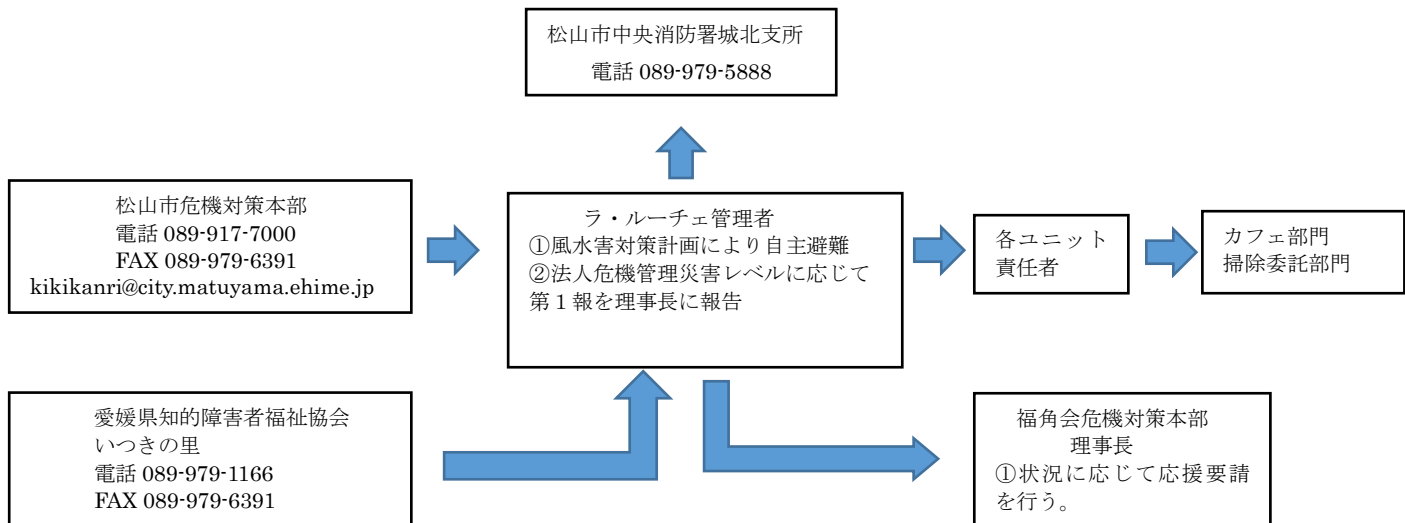 松山市中央消防署城北支所
電話 089-979-5888
松山市危機対策本部
電話 089-917-7000
FAX 089-979-6391
kikikanri@city.matuyama.ehime.jp
ラ・ルーチェ管理者
①風水害対策計画により自主避難
②法人危機管理災害レベルに応じて
第１報を理事長に報告
各ユニット
責任者
カフェ部門
掃除委託部門
愛媛県知的障害者福祉協会
いつきの里
電話 089-979-1166
FAX 089-979-6391
福角会危機対策本部
理事長
①状況に応じて応援要請
を行う。